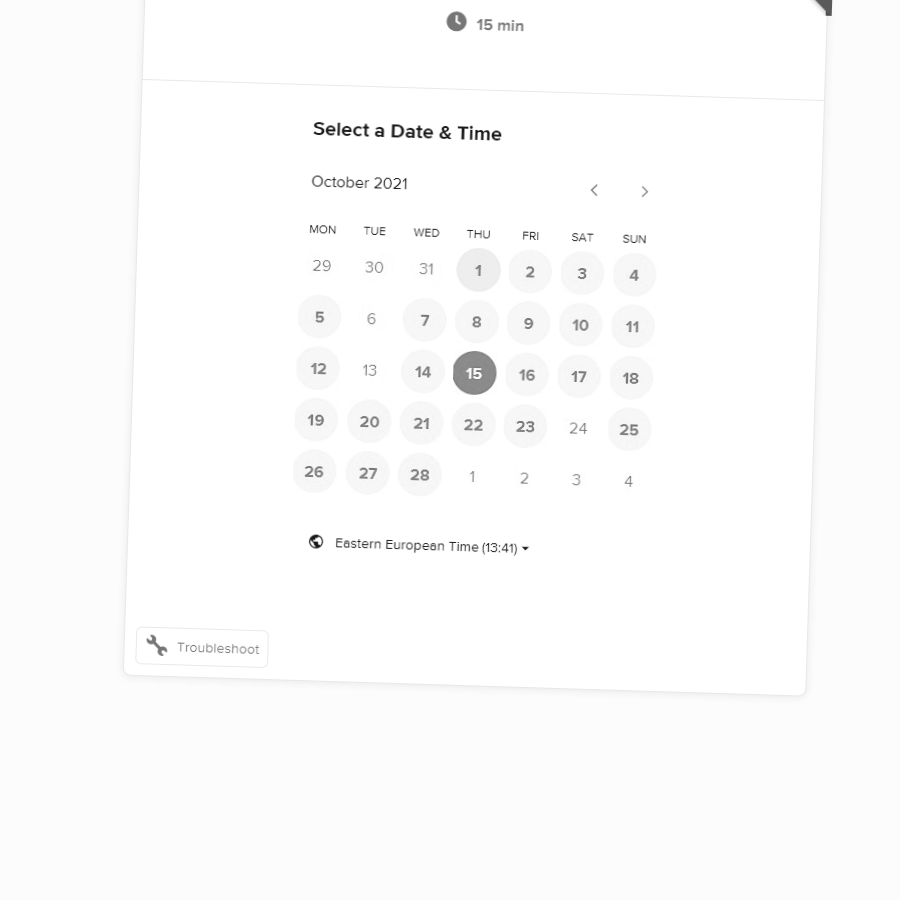 15 min
Select a Date & Time
October 2021
MON TUE WED THU FRI SAT SUN
29 30 31 1 2 3 4
5 6 7 8 9 10 11
12 13 14 15 16 17 18
19 20 21 22 23 24 25
26 27 28 1 2 3 4
Eastern European Time (13:41)
Troubleshoot